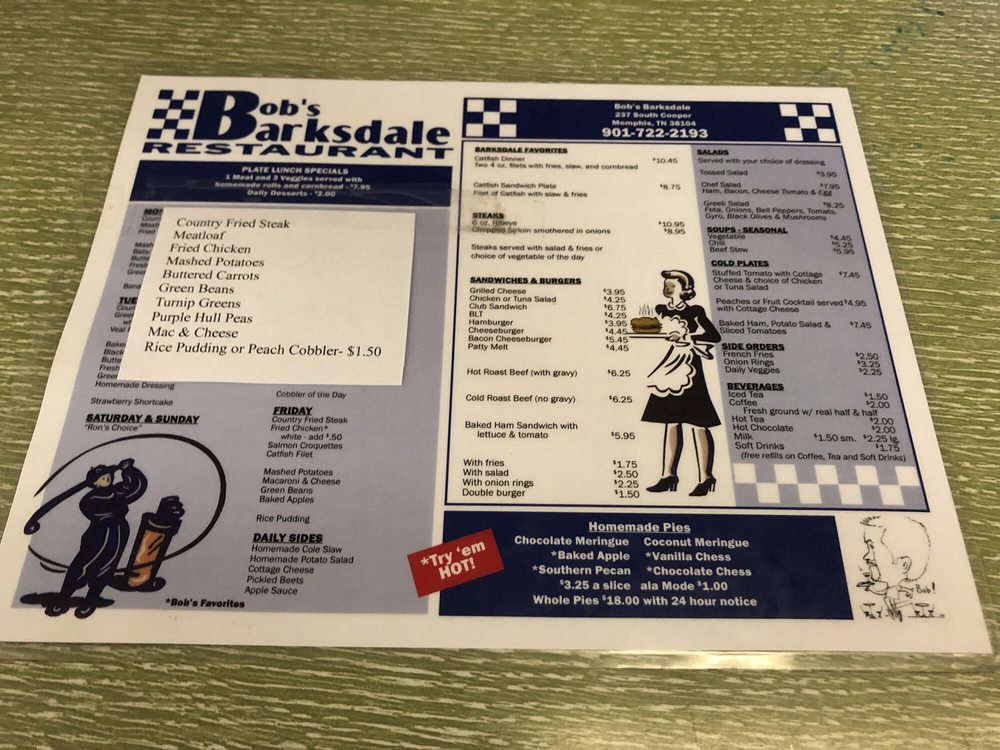 Bob's
Barksdale
RESTAURANT
PLATE LUNCH SPECIALS
1 Meat and 3 Veggies served with
homemade rolls and cornbread - $7.95
Daily Desserts - $2.00
Country Fried Steak
Meatloaf
Fried Chicken
Mashed Potatoes
Buttered Carrots
Green Beans
Turnip Greens
Purple Hull Peas
Mac & Cheese
Rice Pudding or Peach Cobbler- $1.50
MON
TUE
Homemade Dressing
Strawberry Shortcake
SATURDAY & SUNDAY
"Ron's Choice"
Cobbler of the Day
FRIDAY
Country Fried Steak
Fried Chicken*
white - add $.50
Salmon Croquettes
Catfish Filet
Mashed Potatoes
Macaroni & Cheese
Green Beans
Baked Apples
Rice Pudding
DAILY SIDES
Homemade Cole Slaw
Homemade Potato Salad
Cottage Cheese
Pickled Beets
Apple Sauce
*Bob's Favorites
Bob's Barksdale
237 South Cooper
Memphis, TN 38104
901-722-2193
BARKSDALE FAVORITES
Catfish Dinner $10.45
Two 4 oz. filets with fries, slaw, and cornbread
Catfish Sandwich Plate $8.75
Filet of Catfish with slaw & fries
STEAKS
6 oz. Ribeye $10.95
Chopped Sirloin smothered in onions $8.95
Steaks served with salad & fries or
choice of vegetable of the day
SANDWICHES & BURGERS
Grilled Cheese $3.95
Chicken or Tuna Salad $4.25
Club Sandwich $6.75
BLT $4.25
Hamburger $3.95
Cheeseburger $4.45
Bacon Cheeseburger $5.45
Patty Melt $4.45
Hot Roast Beef (with gravy) $6.25
Cold Roast Beef (no gravy) $6.25
Baked Ham Sandwich with
lettuce & tomato $5.95
With fries $1.75
With salad $2.50
With onion rings $2.25
Double burger $1.50
SALADS
Served with your choice of dressing
Tossed Salad $3.95
Chef Salad $7.95
Ham, Bacon, Cheese Tomato & Egg
Greek Salad $8.25
Feta, Onions, Bell Peppers, Tomato,
Gyro, Black Olives & Mushrooms
SOUPS - SEASONAL
Vegetable $4.45
Chili $5.25
Beef Stew $5.95
COLD PLATES
Stuffed Tomato with Cottage $7.45
Cheese & choice of Chicken
or Tuna Salad
Peaches or Fruit Cocktail served $4.95
with Cottage Cheese
Baked Ham, Potato Salad & $7.45
Sliced Tomatoes
SIDE ORDERS
French Fries $2.50
Onion Rings $3.25
Daily Veggies $2.25
BEVERAGES
Iced Tea $1.50
Coffee $2.00
Fresh ground w/ real half & half
Hot Tea $2.00
Hot Chocolate $2.00
Milk $1.50 sm. $2.25 lg.
Soft Drinks $1.75
(free refills on Coffee, Tea and Soft Drinks)
*Try 'em
HOT!
Homemade Pies
Chocolate Meringue Coconut Meringue
*Baked Apple *Vanilla Chess
*Southern Pecan *Chocolate Chess
$3.25 a slice ala Mode $1.00
Whole Pies $18.00 with 24 hour notice
Bob!